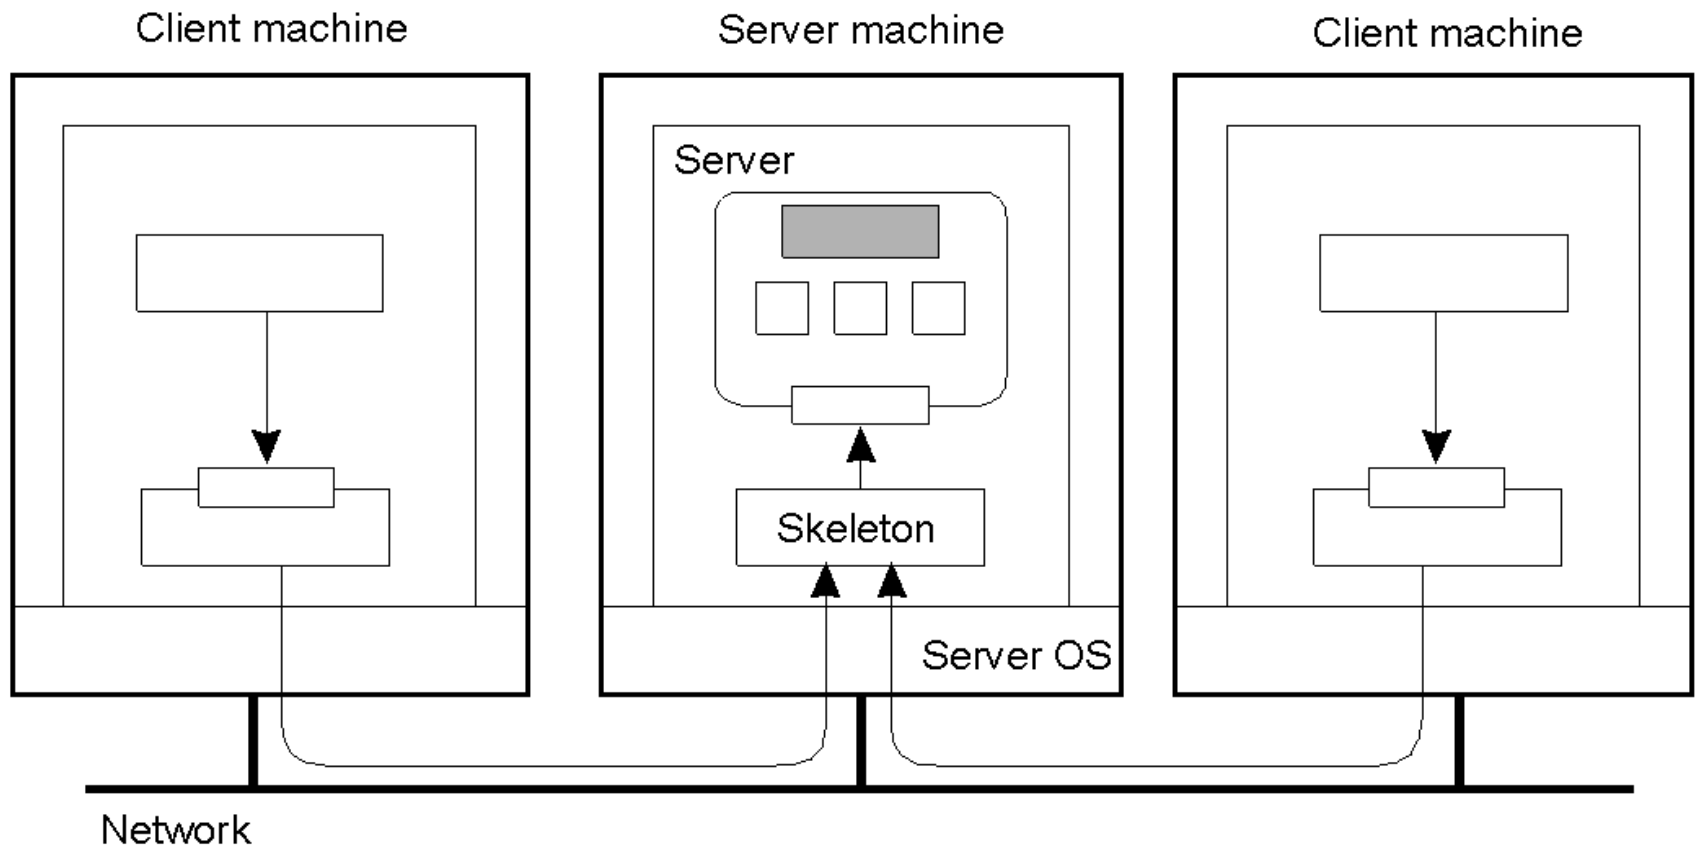 Client machine
Server machine
Client machine
Server
Skeleton
Server OS
Network